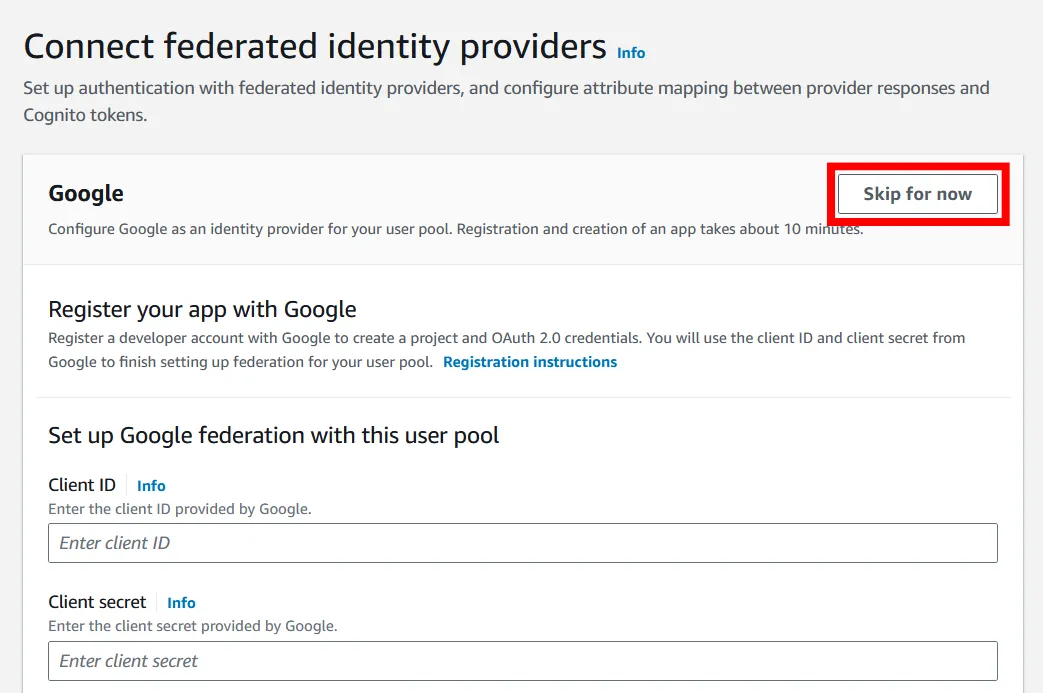 Connect federated identity providers Info
Set up authentication with federated identity providers, and configure attribute mapping between provider responses and
Cognito tokens.
Google
Skip for now
Configure Google as an identity provider for your user pool. Registration and creation of an app takes about 10 minutes.
Register your app with Google
Register a developer account with Google to create a project and OAuth 2.0 credentials. You will use the client ID and client secret from
Google to finish setting up federation for your user pool. Registration instructions
Set up Google federation with this user pool
Client ID Info
Enter the client ID provided by Google.
Enter client ID
Client secret Info
Enter the client secret provided by Google.
Enter client secret